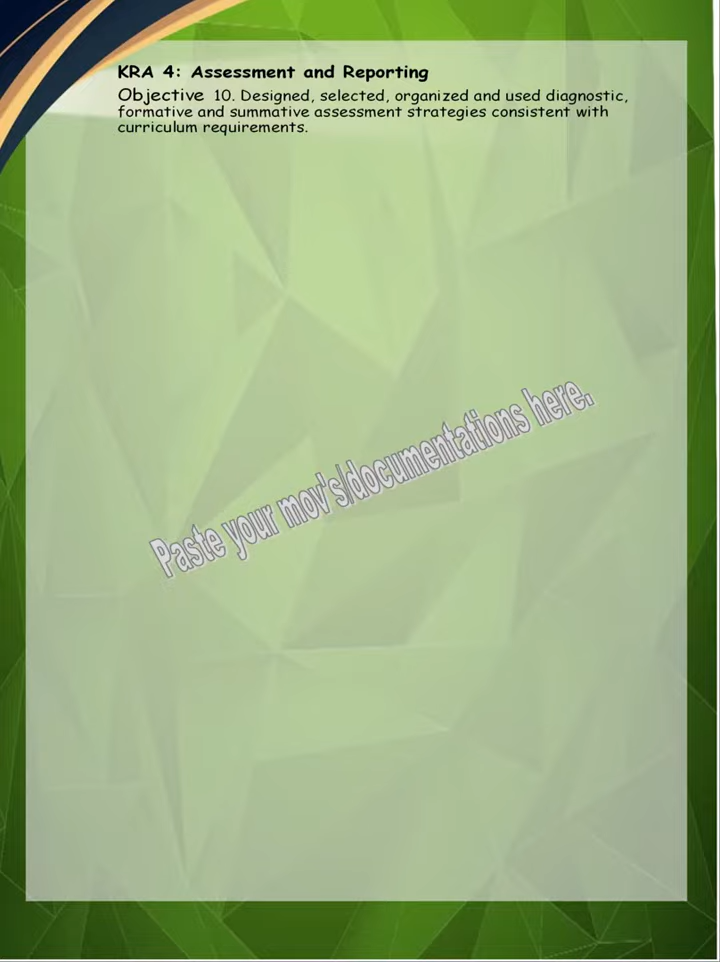 KRA 4: Assessment and Reporting
Objective 10. Designed, selected, organized and used diagnostic,
formative and summative assessment strategies consistent with
curriculum requirements.
Paste your mov's/documentations here.